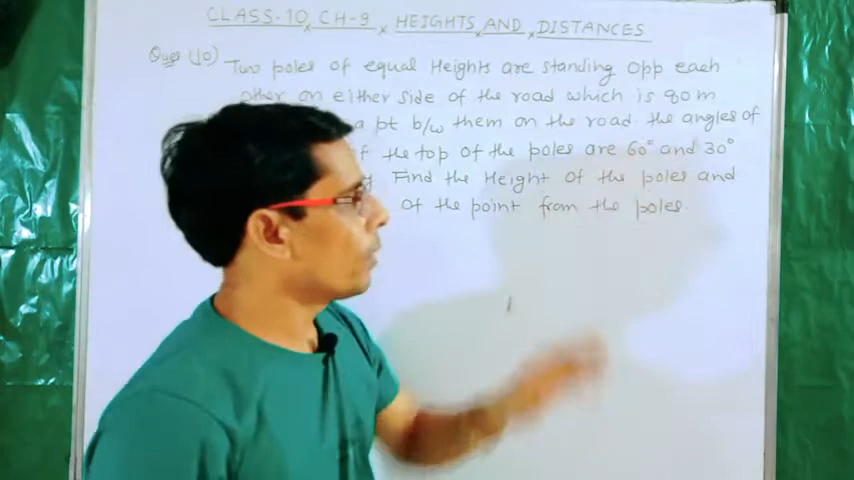 CLASS-10, CH-9, HEIGHTS AND DISTANCES
Ques (10) Two poles of equal Heights are standing opp each
other on either side of the road which is 80 m
a pt b/w them on the road. the angles of
f the top of the poles are 60° and 30°
y Find the Height of the poles and
of the point from the poles.